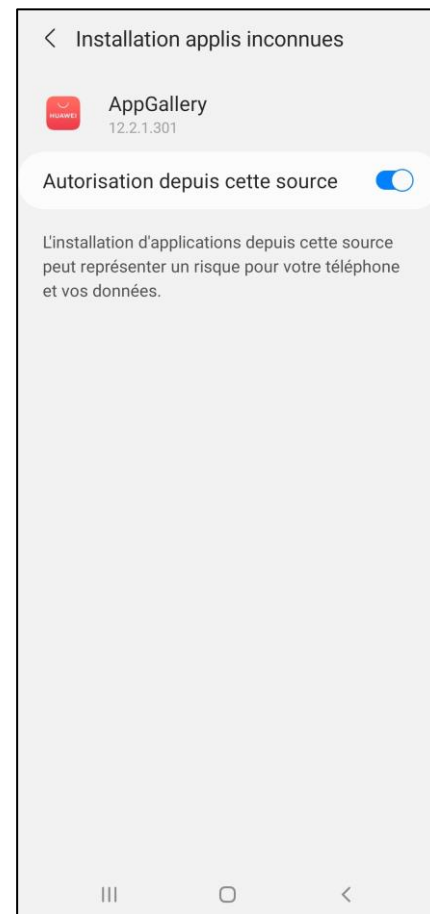 Installation applis inconnues
HUAWEI
AppGallery
12.2.1.301
Autorisation depuis cette source
L'installation d'applications depuis cette source
peut représenter un risque pour votre téléphone
et vos données.